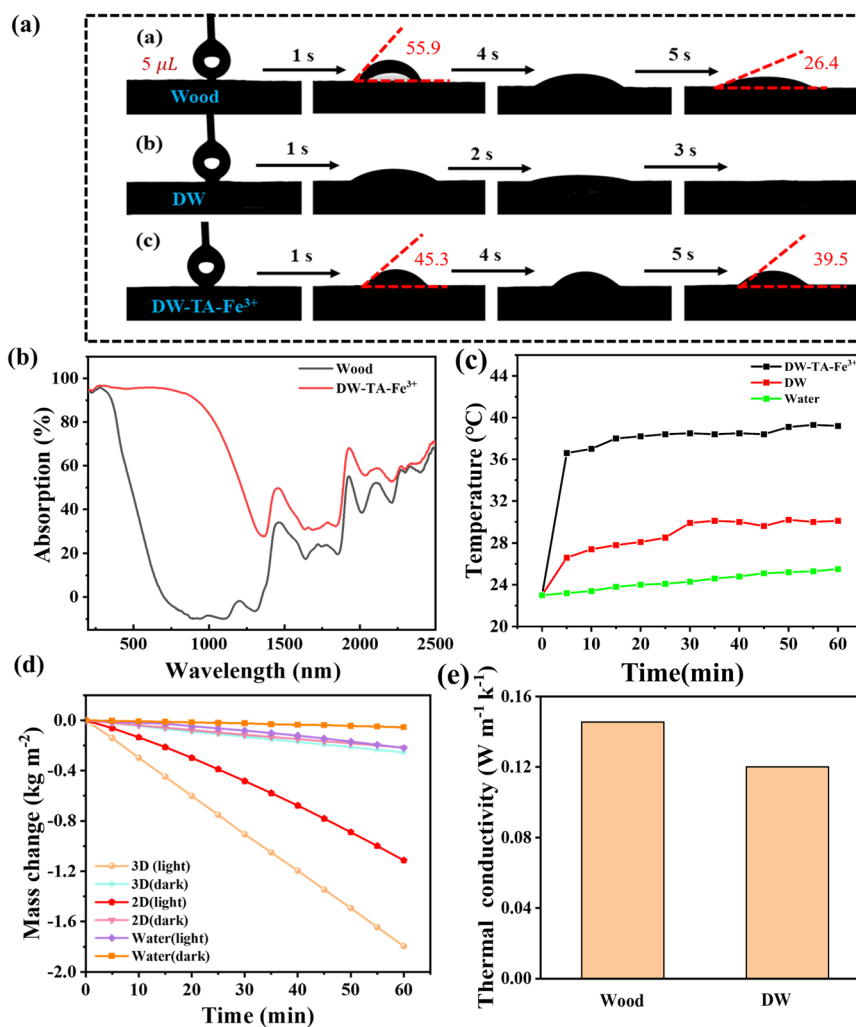 (a)
(a)
5 μL
1 s
55.9
4 s
5 s
26.4
Wood
(b)
1 s
2 s
3 s
DW
(c)
1 s
45.3
4 s
5 s
39.5
DW-TA-Fe³⁺
(b)
Wood
DW-TA-Fe³⁺
100
80
60
40
20
0
Absorption (%)
500
1000
1500
2000
2500
Wavelength (nm)
(c)
DW-TA-Fe³⁺
DW
Water
44
40
36
32
28
24
22
Temperature (℃)
0
10
20
30
40
50
60
Time(min)
(d)
0.0
-0.4
-0.8
-1.2
-1.6
-2.0
Mass change (kg m⁻²)
3D (light)
3D(dark)
2D(light)
2D(dark)
Water(light)
Water(dark)
0
10
20
30
40
50
60
Time (min)
(e)
0.16
0.12
0.08
0.04
0.00
Thermal conductivity (W m⁻¹ k⁻¹)
Wood
DW